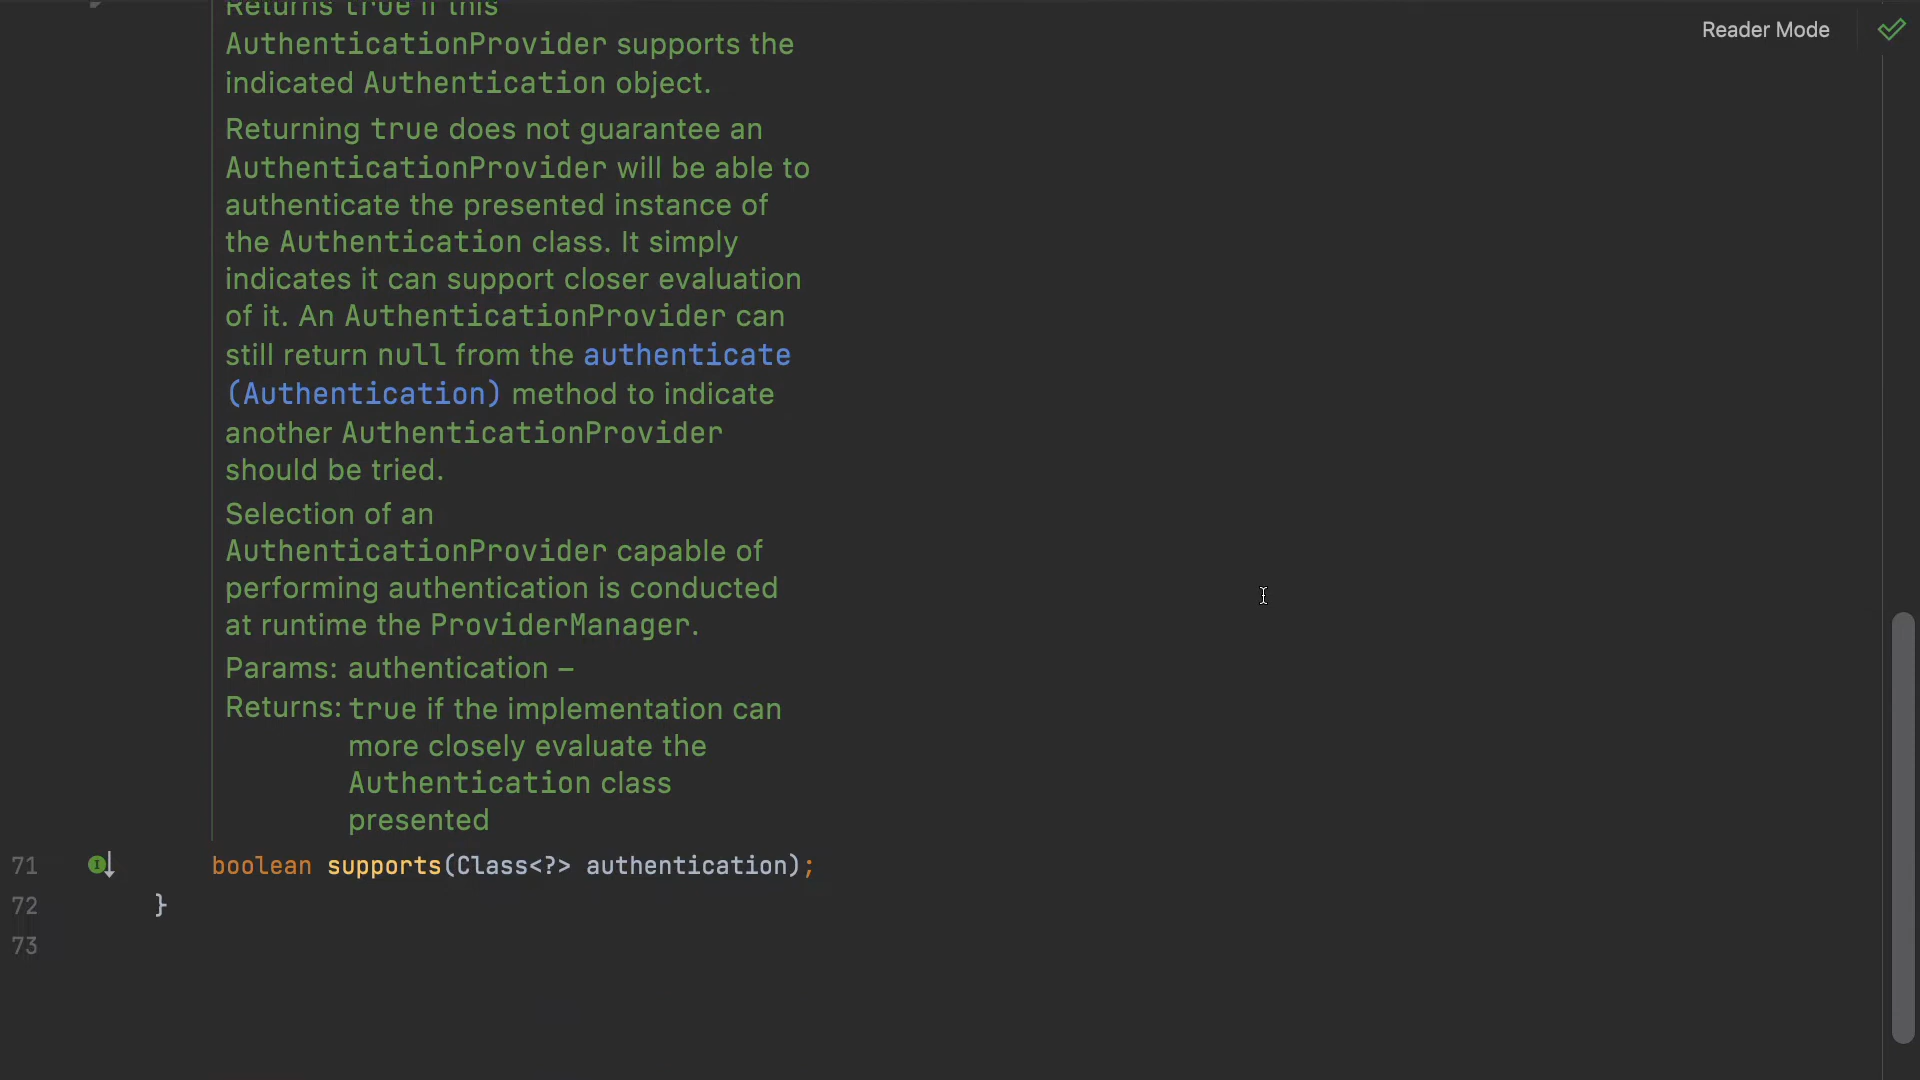 Returns true if this
Reader Mode
AuthenticationProvider supports the
indicated Authentication object.
Returning true does not guarantee an
AuthenticationProvider will be able to
authenticate the presented instance of
the Authentication class. It simply
indicates it can support closer evaluation
of it. An AuthenticationProvider can
still return null from the authenticate
(Authentication) method to indicate
another AuthenticationProvider
should be tried.
Selection of an
AuthenticationProvider capable of
performing authentication is conducted
at runtime the ProviderManager.
Params: authentication –
Returns: true if the implementation can
more closely evaluate the
Authentication class
presented
71 boolean supports(Class<?> authentication);
72 }
73